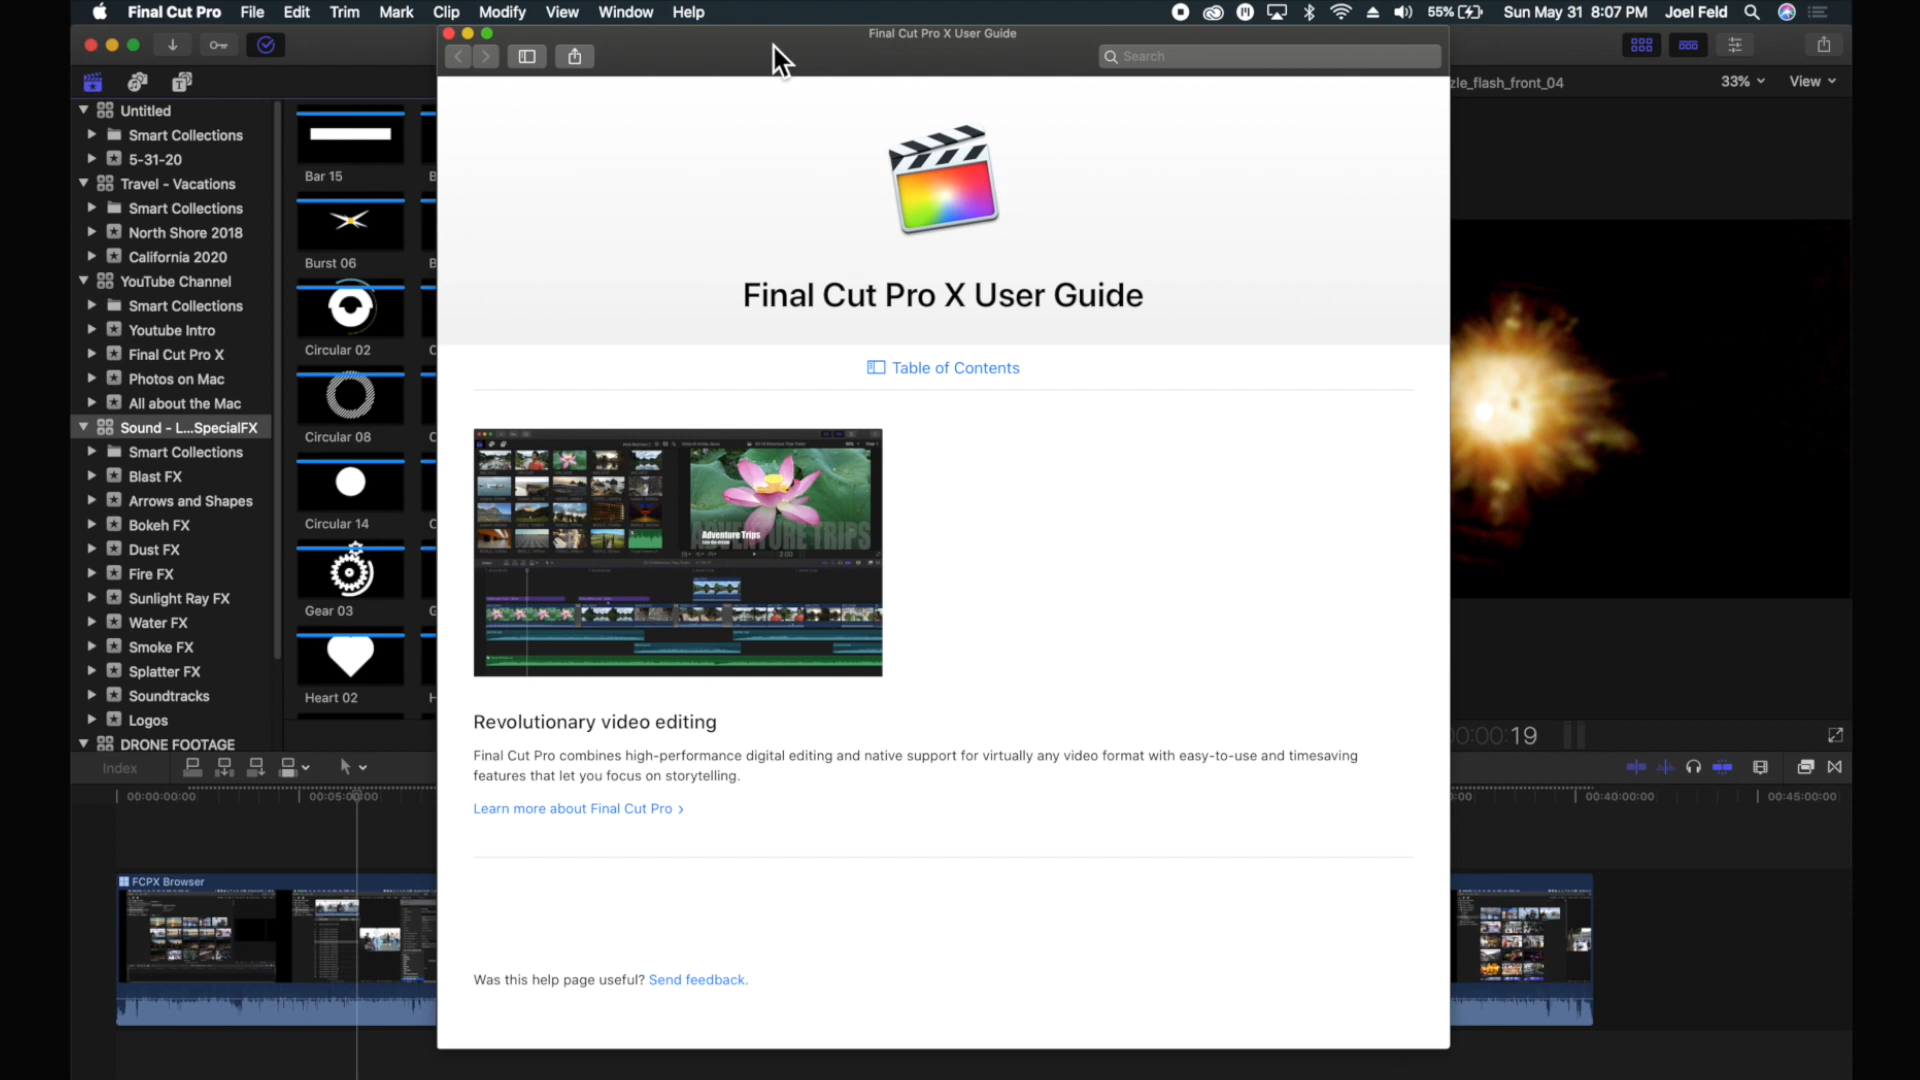 Final Cut Pro File Edit Trim Mark Clip Modify View Window Help 55% Sun May 31 8:07 PM Joel Feld
Final Cut Pro X User Guide
Search
zle_flash_front_04 33% View
Untitled
Smart Collections
5-31-20
Travel - Vacations
Smart Collections
North Shore 2018
California 2020
YouTube Channel
Smart Collections
Youtube Intro
Final Cut Pro X
Photos on Mac
All about the Mac
Sound - L...SpecialFX
Smart Collections
Blast FX
Arrows and Shapes
Bokeh FX
Dust FX
Fire FX
Sunlight Ray FX
Water FX
Smoke FX
Splatter FX
Soundtracks
Logos
DRONE FOOTAGE
Bar 15
Burst 06
Circular 02
Circular 08
Circular 14
Gear 03
Heart 02
Final Cut Pro X User Guide
Table of Contents
ADVENTURE TRIPS
Adventure Trips
Revolutionary video editing
Final Cut Pro combines high-performance digital editing and native support for virtually any video format with easy-to-use and timesaving
features that let you focus on storytelling.
Learn more about Final Cut Pro >
Was this help page useful? Send feedback.
0:00:19
Index
00:00:00:00 00:05:00:00 :00 00:40:00:00 00:45:00:00
FCPX Browser